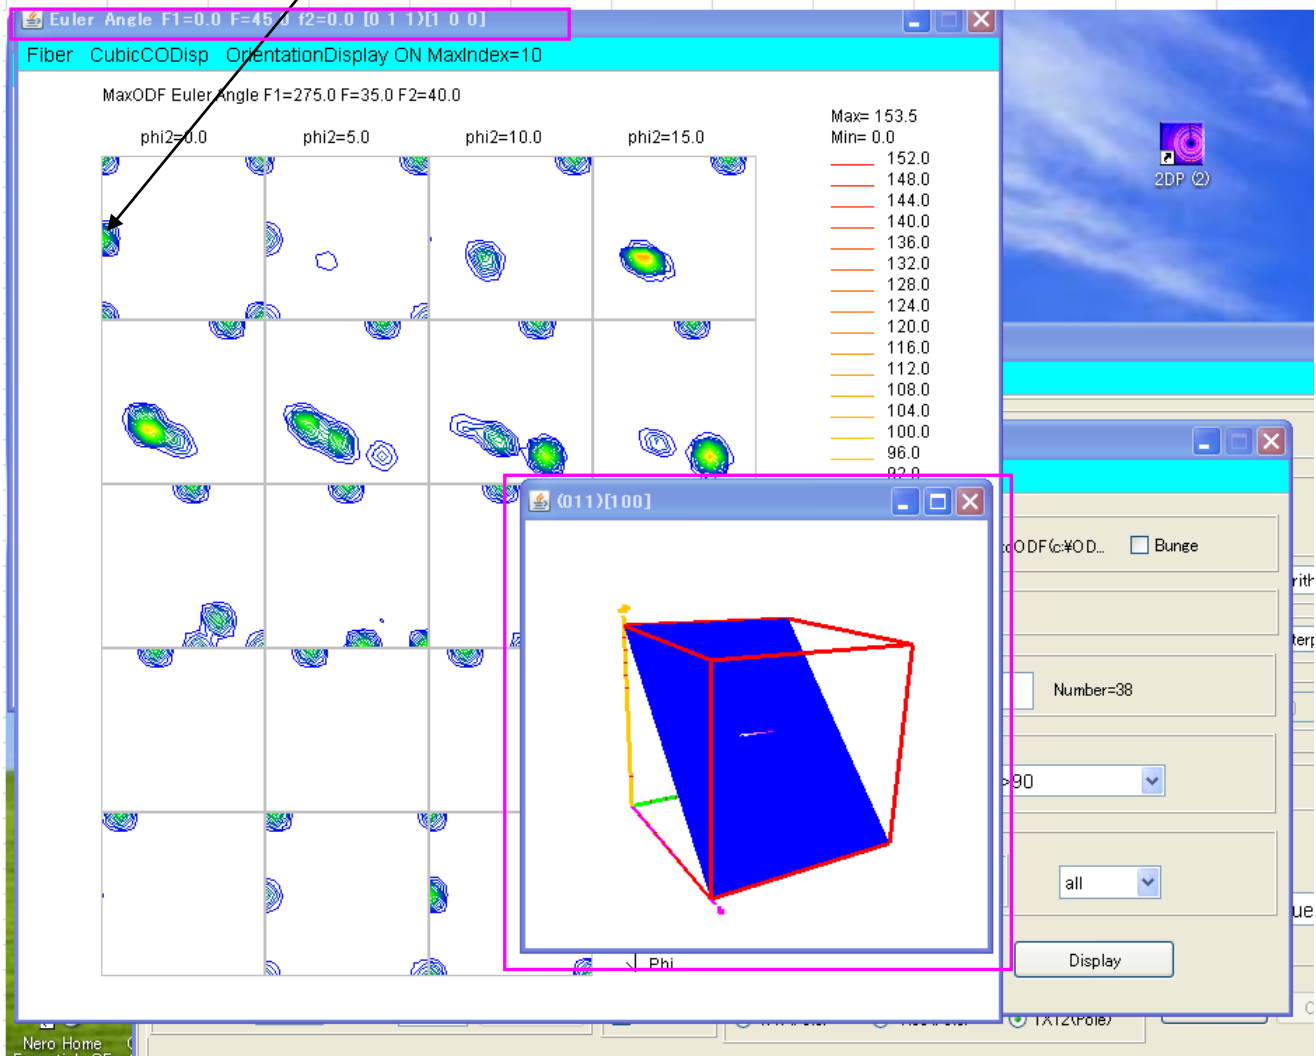 Euler Angle F1=0.0 F=45.0 f2=0.0 [0 1 1)[1 0 0]
Fiber CubicCODisp OrientationDisplay ON MaxIndex=10
MaxODF Euler Angle F1=275.0 F=35.0 F2=40.0
phi2=0.0 phi2=5.0 phi2=10.0 phi2=15.0
Max= 153.5
Min= 0.0
152.0
148.0
144.0
140.0
136.0
132.0
128.0
124.0
120.0
116.0
112.0
108.0
104.0
100.0
96.0
92.0
2DP (2)
(011)[100]
Bunge
Number=38
>90
all
Display
Phi
TXT2(Pole)
Nero Home